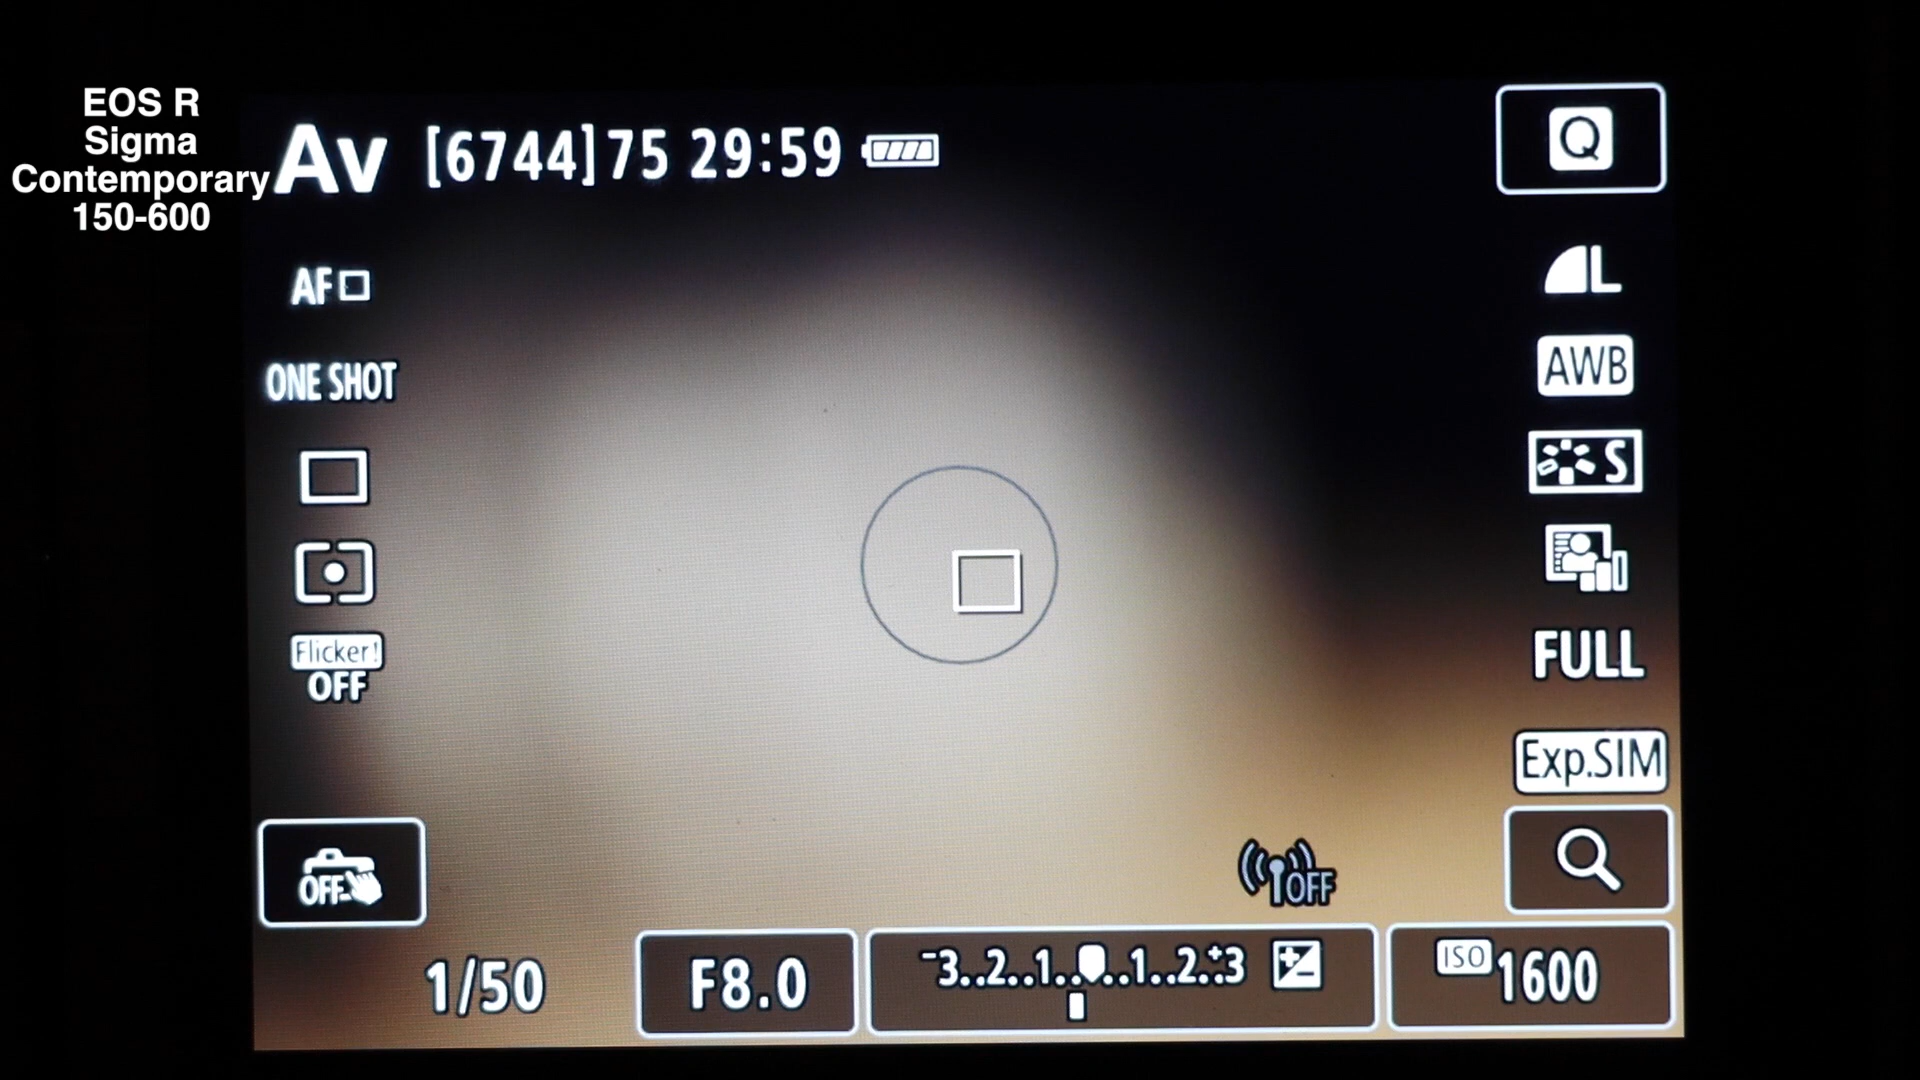 EOS R
Sigma
Contemporary
150-600
Av [6744] 75 29:59
Q
AF
L
ONE SHOT
AWB
S
Flicker!
OFF
FULL
Exp.SIM
OFF
OFF
1/50 F8.0 -3..2..1..0..1..2.+3 ISO 1600